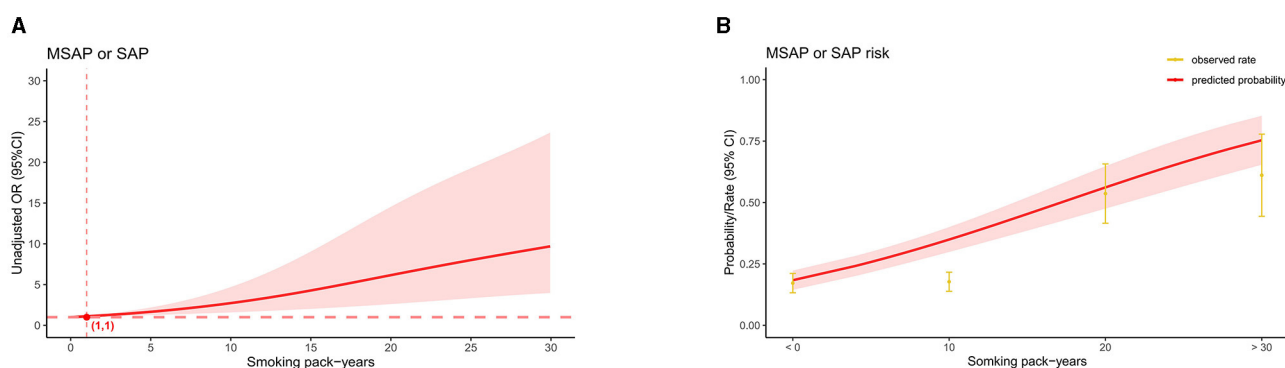 A
MSAP or SAP
Unadjusted OR (95%CI)
30
25
20
15
10
5
0
(1,1)
0 5 10 15 20 25 30
Smoking pack−years
B
MSAP or SAP risk
observed rate
predicted probability
Probability/Rate (95% CI)
1.00
0.75
0.50
0.25
0.00
< 0 10 20 > 30
Somking pack−years